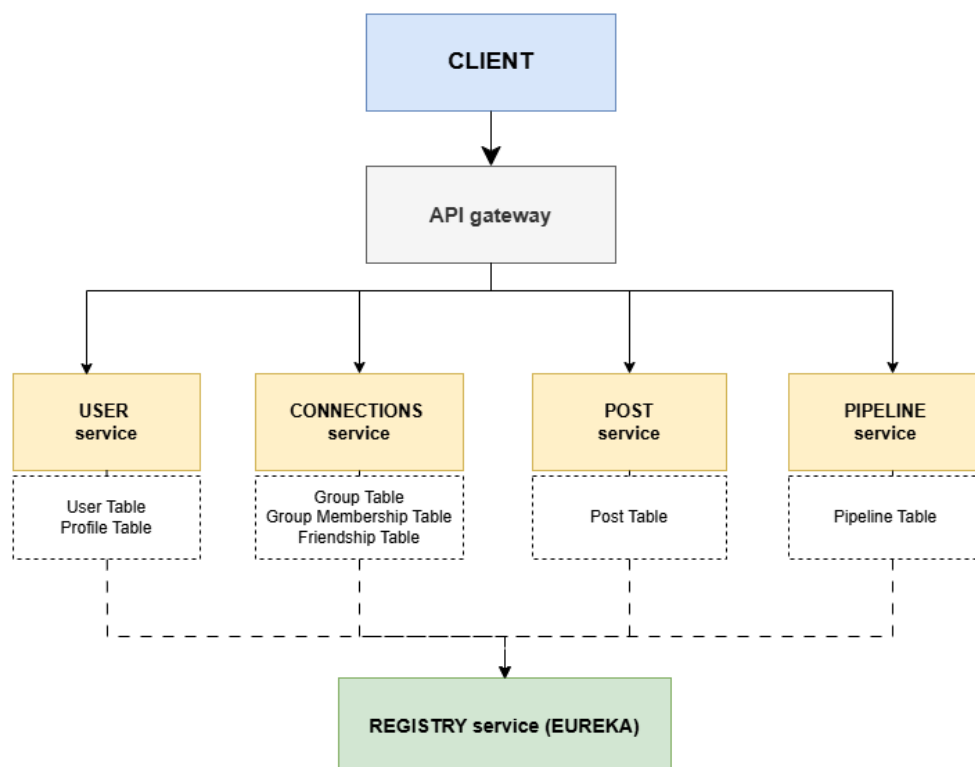 CLIENT
API gateway
USER
service
CONNECTIONS
service
POST
service
PIPELINE
service
User Table
Profile Table
Group Table
Group Membership Table
Friendship Table
Post Table
Pipeline Table
REGISTRY service (EUREKA)